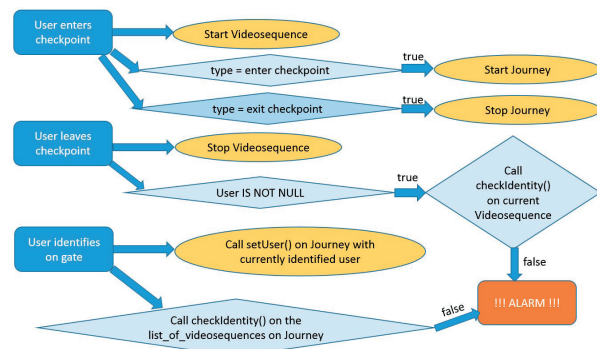 User enters
checkpoint
Start Videosequence
true
type = enter checkpoint
Start Journey
true
type = exit checkpoint
Stop Journey
User leaves
checkpoint
Stop Videosequence
true
User IS NOT NULL
Call
checkIdentity()
on current
Videosequence
User identifies
on gate
Call setUser() on Journey with
currently identified user
false
!!! ALARM !!!
false
Call checkIdentity() on the
list_of_videosequences on Journey